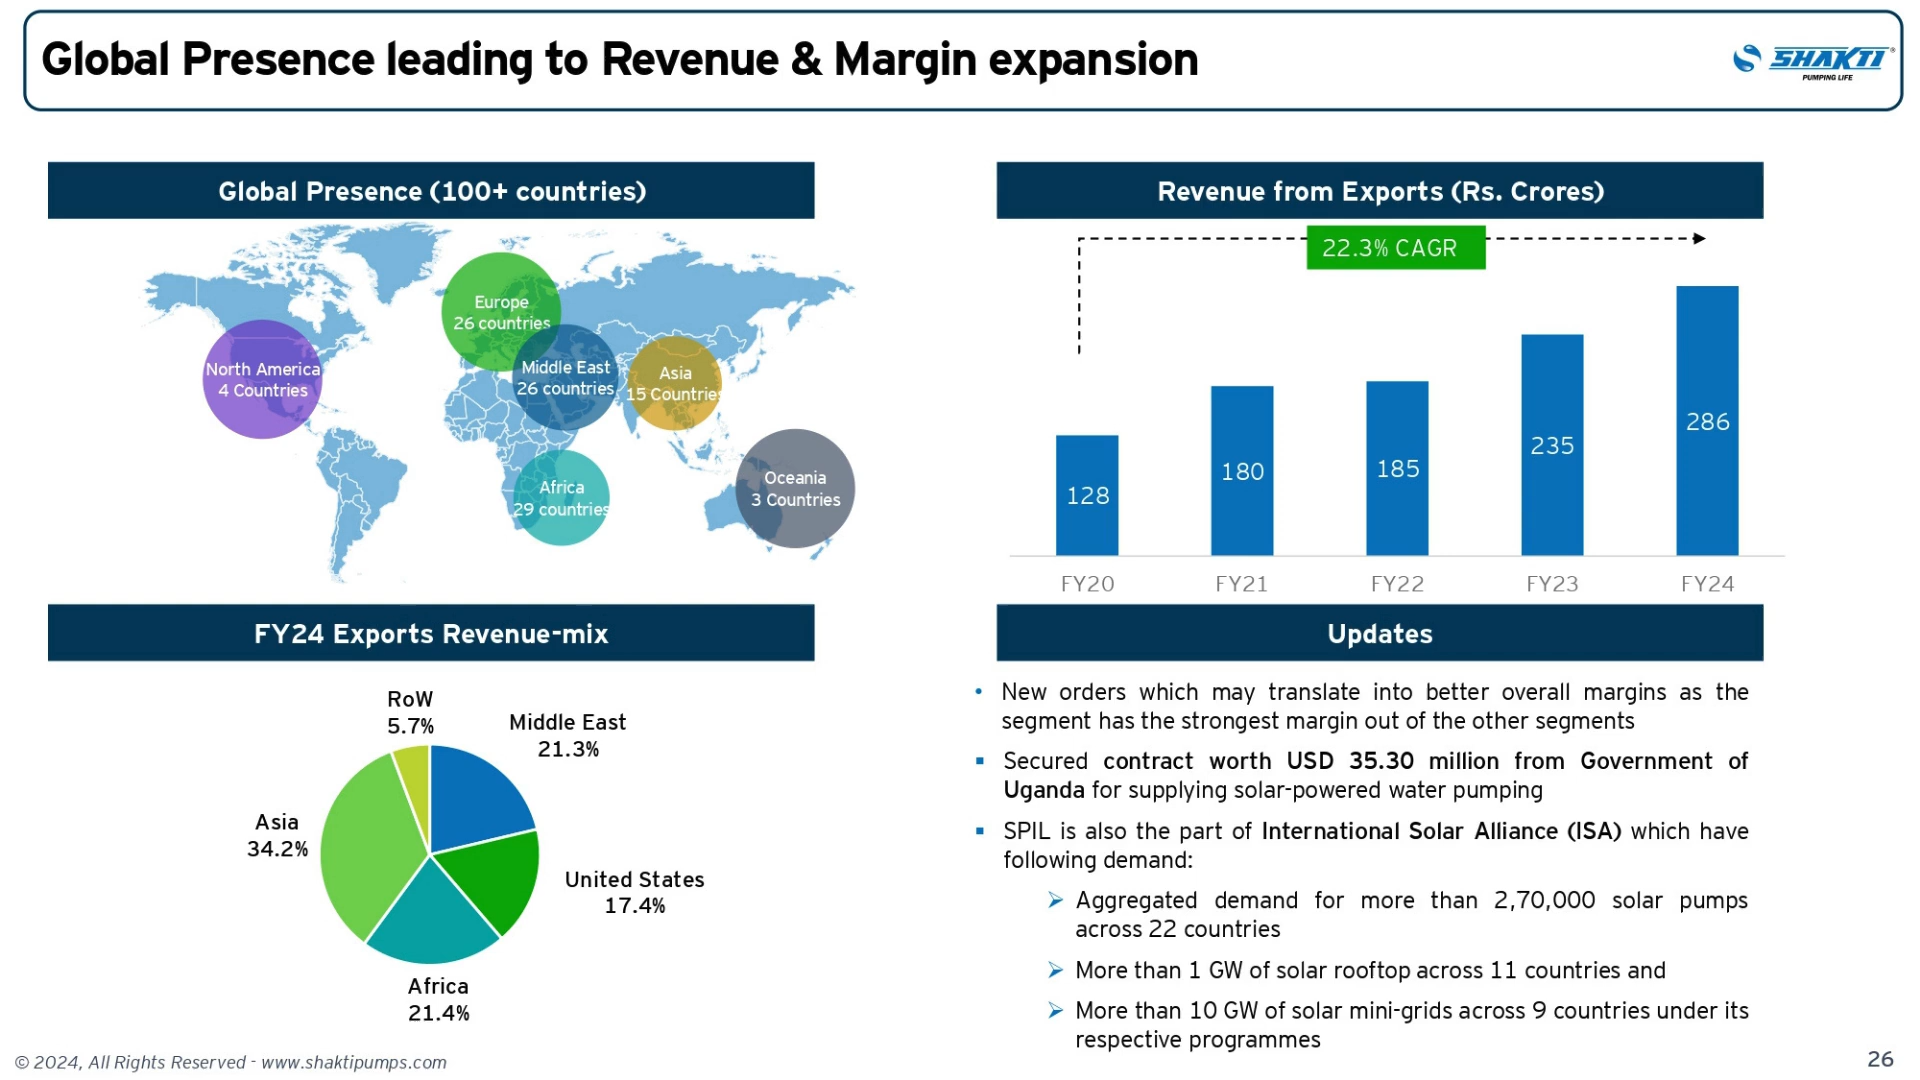 Global Presence leading to Revenue & Margin expansion
SHAKTI®
PUMPING LIFE
Global Presence (100+ countries)
Europe
26 countries
North America
4 Countries
Middle East
26 countries
Asia
15 Countries
Africa
29 countries
Oceania
3 Countries
Revenue from Exports (Rs. Crores)
22.3% CAGR
128
180
185
235
286
FY20
FY21
FY22
FY23
FY24
FY24 Exports Revenue-mix
RoW
5.7%
Middle East
21.3%
Asia
34.2%
United States
17.4%
Africa
21.4%
Updates
• New orders which may translate into better overall margins as the
segment has the strongest margin out of the other segments
▪ Secured contract worth USD 35.30 million from Government of
Uganda for supplying solar-powered water pumping
▪ SPIL is also the part of International Solar Alliance (ISA) which have
following demand:
➢ Aggregated demand for more than 2,70,000 solar pumps
across 22 countries
➢ More than 1 GW of solar rooftop across 11 countries and
➢ More than 10 GW of solar mini-grids across 9 countries under its
respective programmes
© 2024, All Rights Reserved - www.shaktipumps.com
26